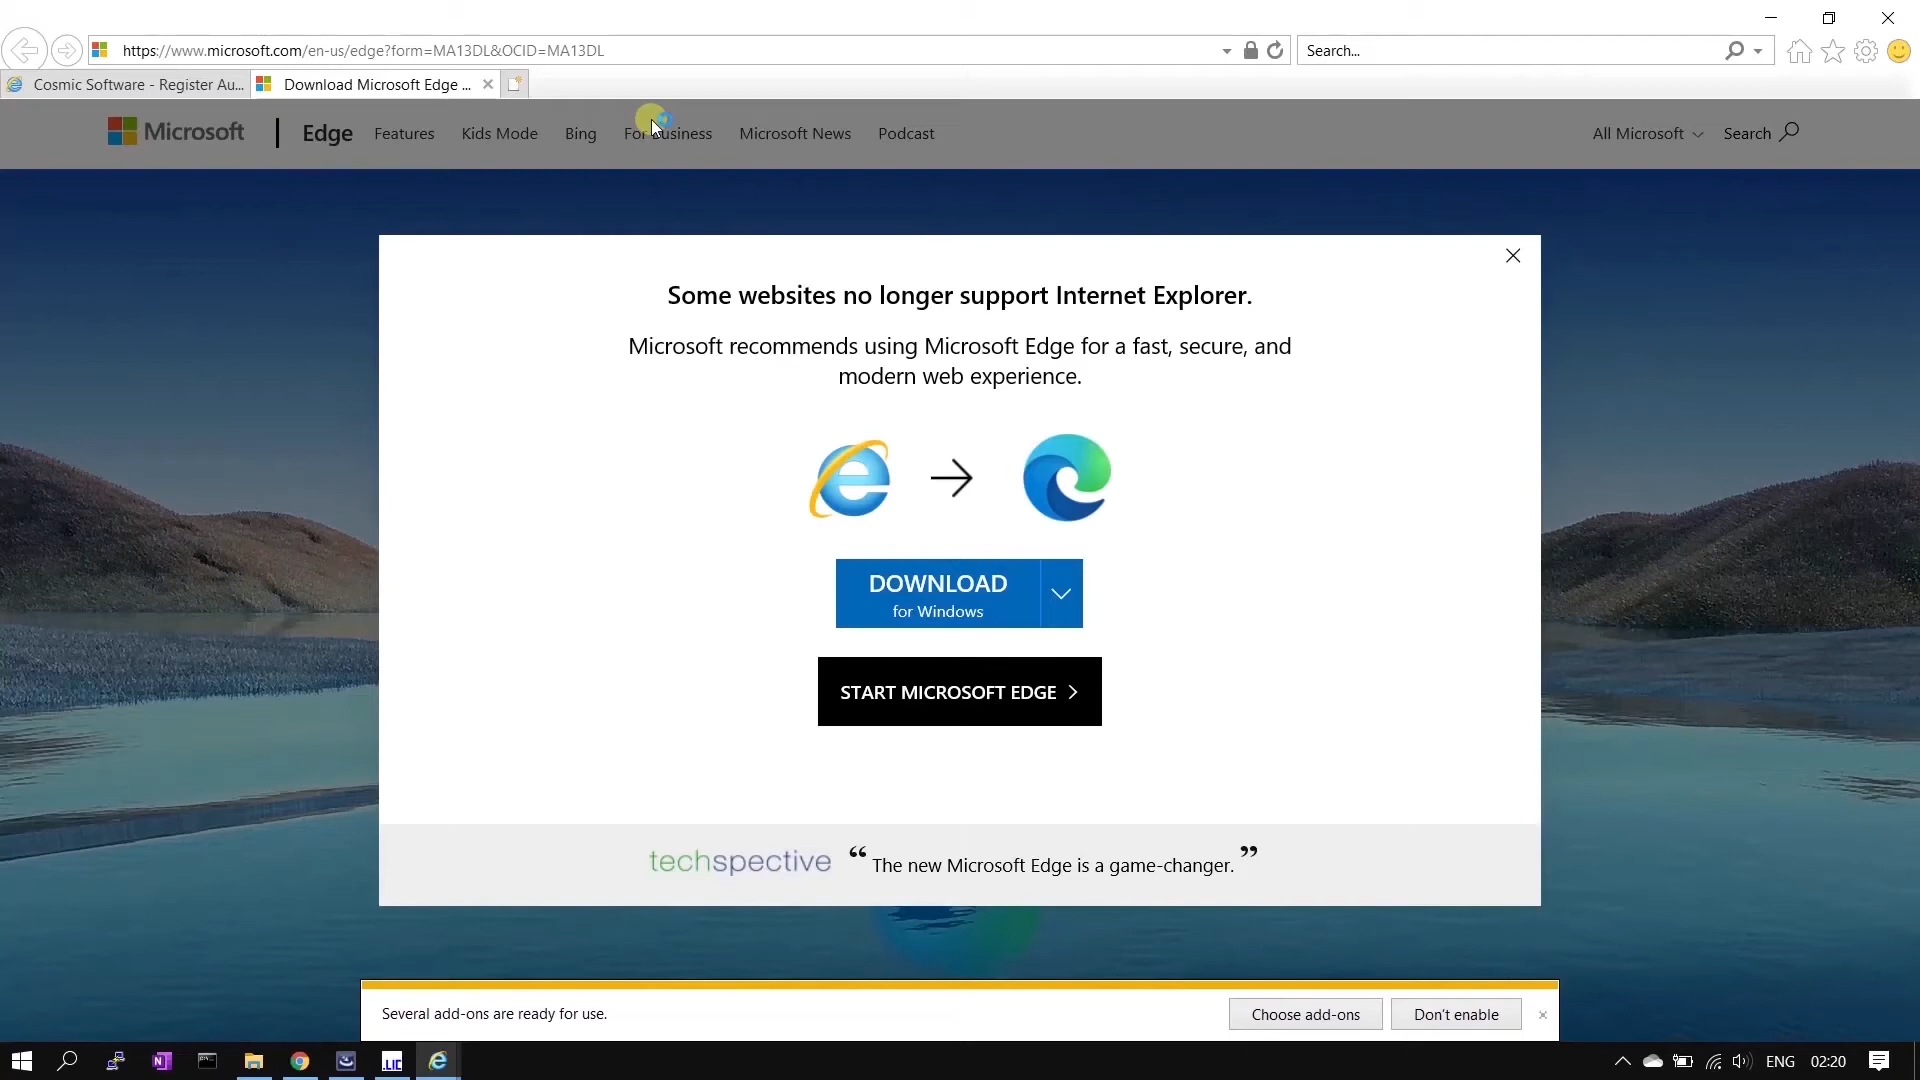 https://www.microsoft.com/en-us/edge?form=MA13DL&OCID=MA13DL
Search...
Cosmic Software - Register Au...
Download Microsoft Edge ...
Microsoft
Edge
Features
Kids Mode
Bing
For Business
Microsoft News
Podcast
All Microsoft
Search
Some websites no longer support Internet Explorer.
Microsoft recommends using Microsoft Edge for a fast, secure, and
modern web experience.
DOWNLOAD
for Windows
START MICROSOFT EDGE
techspective
“ The new Microsoft Edge is a game-changer. ”
Several add-ons are ready for use.
Choose add-ons
Don't enable
.LIC
ENG
02:20